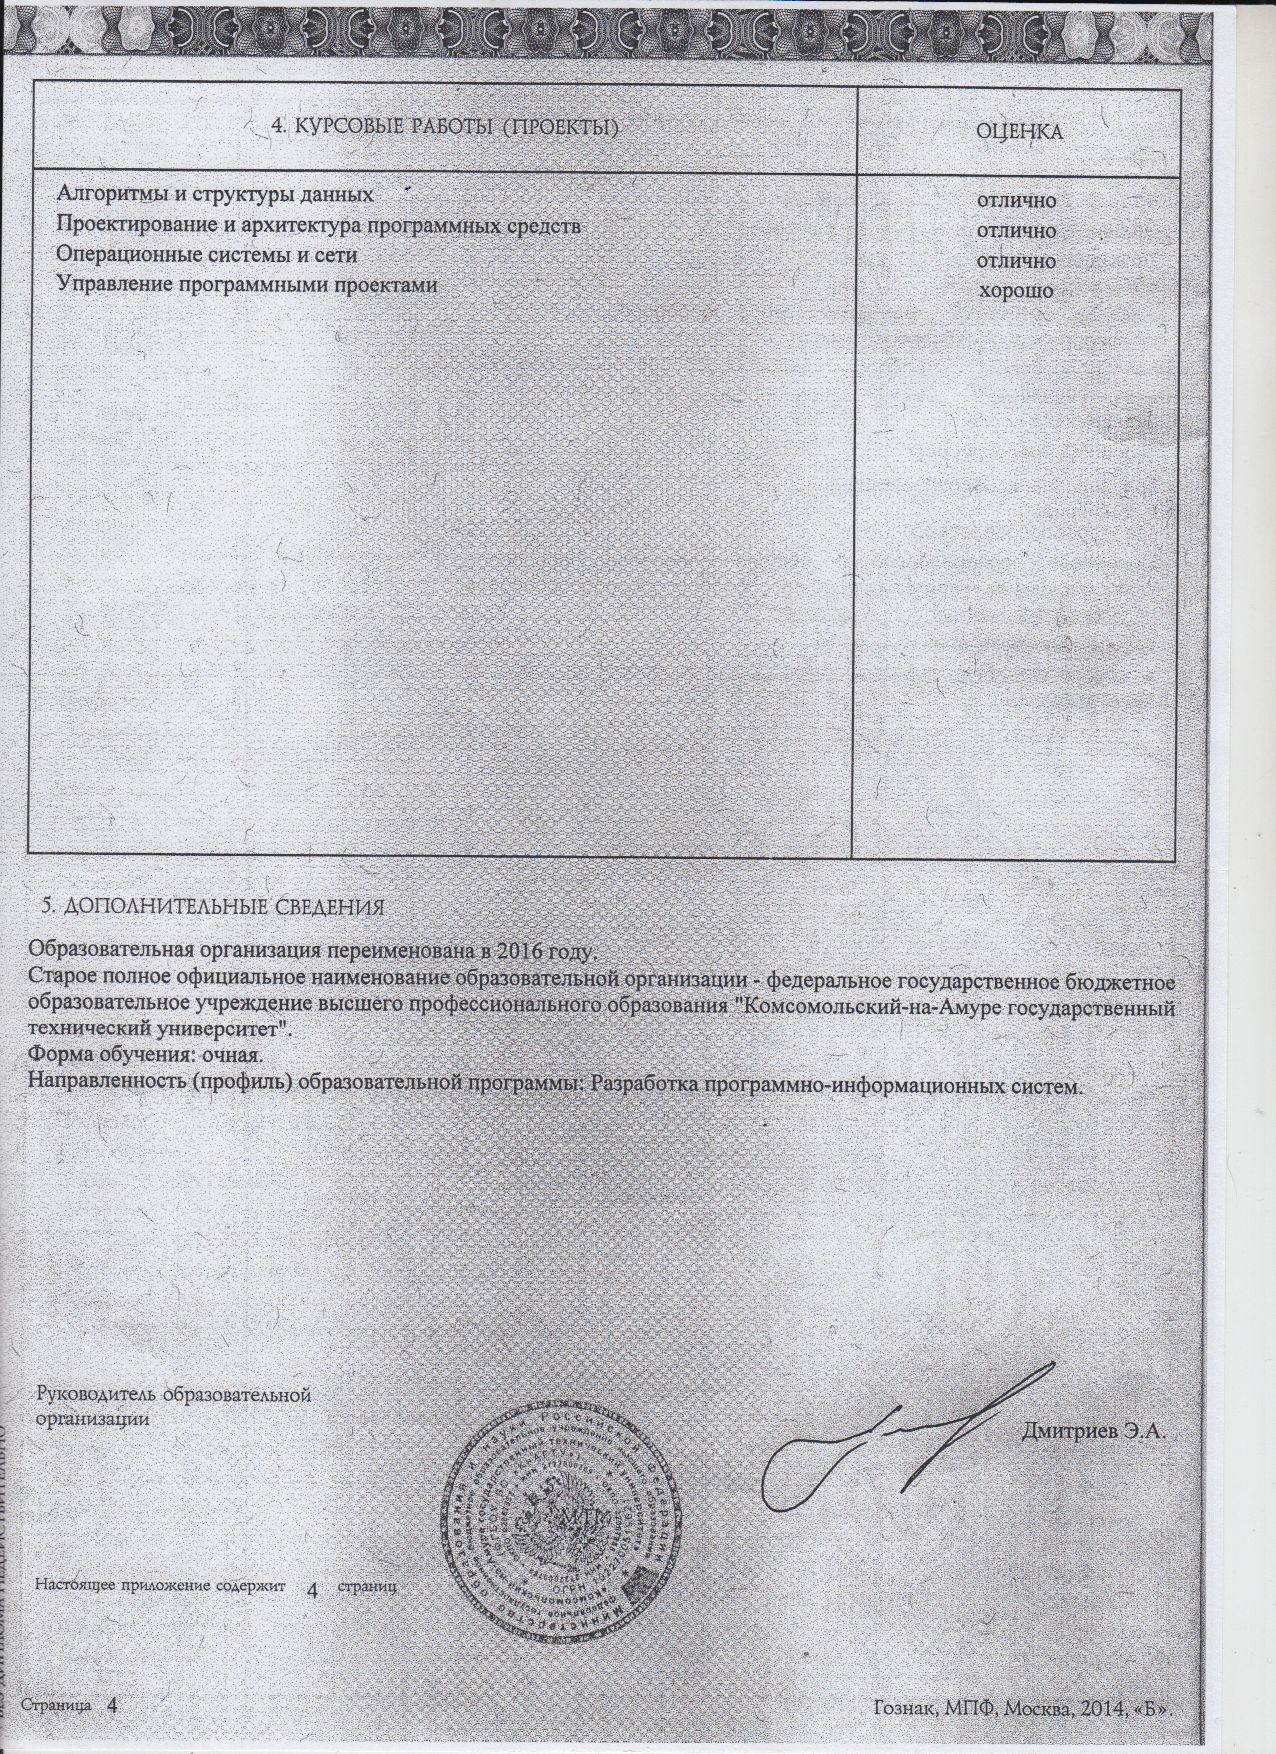 4. КУРСОВЫЕ РАБОТЫ (ПРОЕКТЫ)
ОЦЕНКА
Алгоритмы и структуры данных
отлично
Проектирование и архитектура программных средств
отлично
Операционные системы и сети
отлично
Управление программными проектами
хорошо
5. ДОПОЛНИТЕЛЬНЫЕ СВЕДЕНИЯ
Образовательная организация переименована в 2016 году.
Старое полное официальное наименование образовательной организации - федеральное государственное бюджетное
образовательное учреждение высшего профессионального образования "Комсомольский-на-Амуре государственный
технический университет".
Форма обучения: очная.
Направленность (профиль) образовательной программы: Разработка программно-информационных систем.
Руководитель образовательной
организации
Дмитриев Э.А.
Министерство образования и науки Российской Федерации
М.П.
Настоящее приложение содержит 4 страниц
Страница 4
Гознак, МПФ, Москва, 2014, «Б».